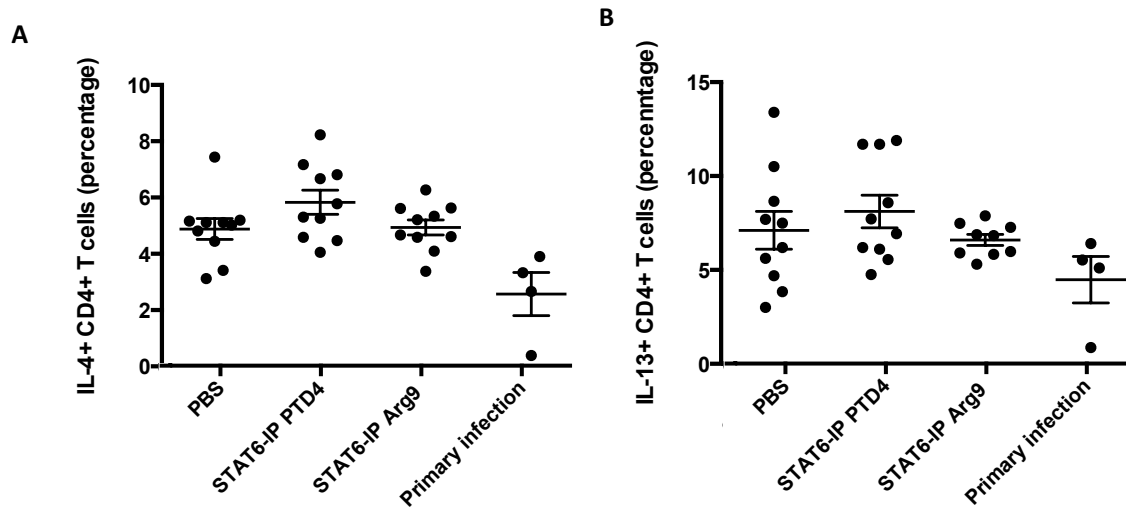 A
IL-4+ CD4+ T cells (percentage)
10
8
6
4
2
0
PBS
STAT6-IP PTD4
STAT6-IP Arg9
Primary infection
B
IL-13+ CD4+ T cells (percenntage)
15
10
5
0
PBS
STAT6-IP PTD4
STAT6-IP Arg9
Primary infection